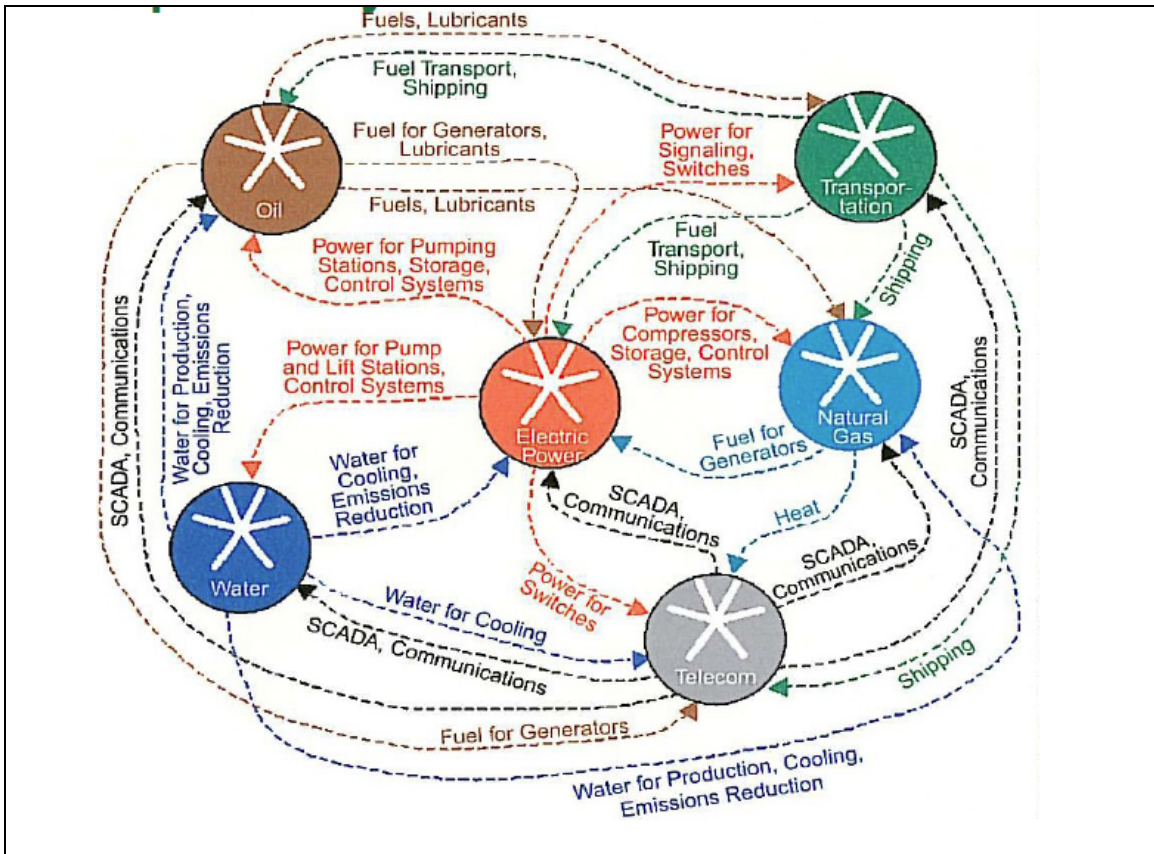 Fuels, Lubricants
Fuel Transport,
Shipping
Fuel for Generators,
Lubricants
Power for
Signaling,
Switches
Transpor-
tation
Oil
Fuels, Lubricants
Fuel
Transport,
Shipping
Shipping
Power for Pumping
Stations, Storage,
Control Systems
Power for
Compressors,
Storage, Control
Systems
SCADA, Communications
Water for Production,
Cooling, Emissions
Reduction
Power for Pump
and Lift Stations,
Control Systems
SCADA,
Communications
Electric
Power
Natural
Gas
Fuel for
Generators
Water for
Cooling,
Emissions
Reduction
SCADA,
Communications
Heat
SCADA,
Communications
Water
Power for
Switches
Water for Cooling
SCADA, Communications
Telecom
Shipping
Fuel for Generators
Water for Production, Cooling,
Emissions Reduction